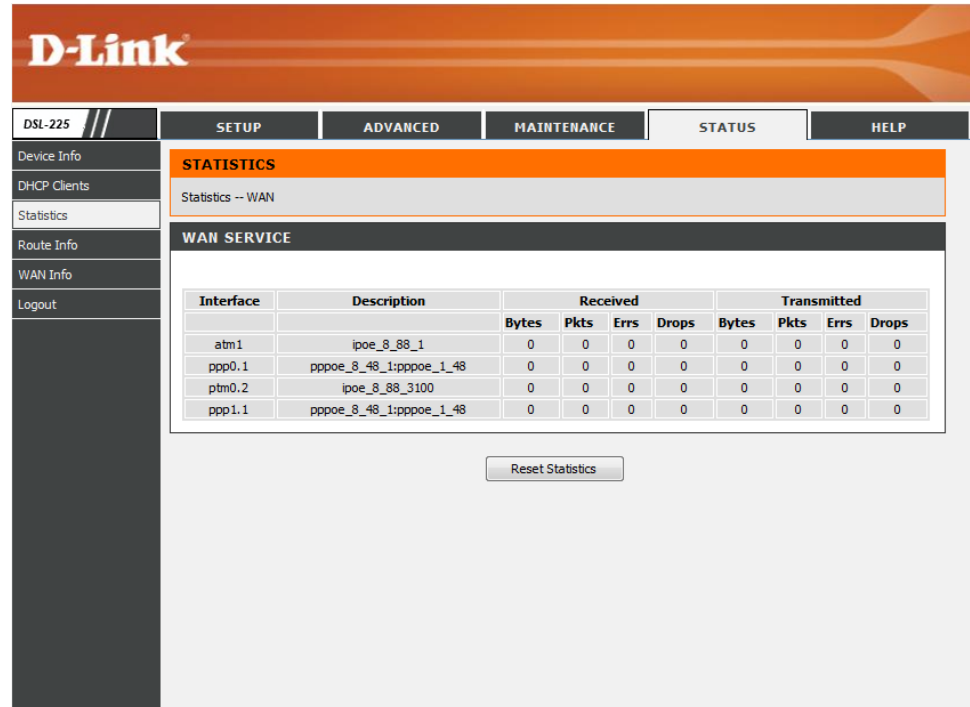 D-Link
DSL-225
SETUP ADVANCED MAINTENANCE STATUS HELP
Device Info
DHCP Clients
Statistics
Route Info
WAN Info
Logout
STATISTICS
Statistics -- WAN
WAN SERVICE
Interface Description Received Transmitted
Bytes Pkts Errs Drops Bytes Pkts Errs Drops
atm1 ipoe_8_88_1 0 0 0 0 0 0 0 0
ppp0.1 pppoe_8_48_1:pppoe_1_48 0 0 0 0 0 0 0 0
ptm0.2 ipoe_8_88_3100 0 0 0 0 0 0 0 0
ppp1.1 pppoe_8_48_1:pppoe_1_48 0 0 0 0 0 0 0 0
Reset Statistics